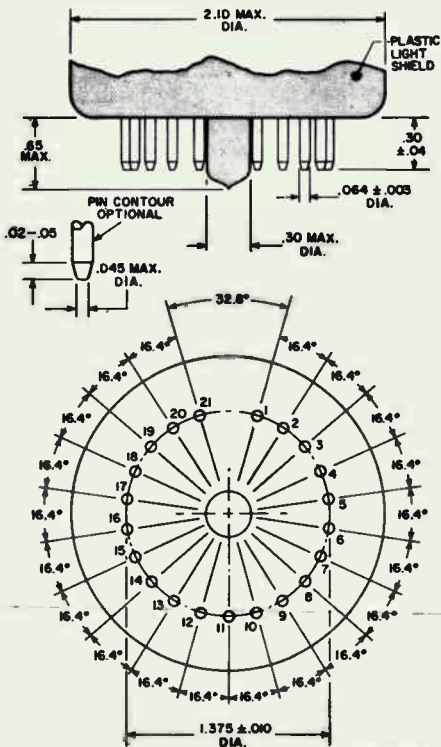 2.10 MAX.
DIA.
PLASTIC
LIGHT
SHIELD
.65
MAX.
.30
±.04
.064 ±.003
DIA.
PIN CONTOUR
OPTIONAL
.02-.05
.30 MAX.
DIA.
.045 MAX.
DIA.
32.8°
16.4° 16.4°
16.4° 16.4°
16.4° 16.4°
16.4° 16.4°
16.4° 16.4°
16.4° 16.4°
16.4° 16.4°
16.4° 16.4°
16.4° 16.4°
16.4° 16.4°
21 1
20 2
19 3
18 4
17 5
16 6
15 7
14 8
13 9
12 11 10
1.375 ±.010
DIA.